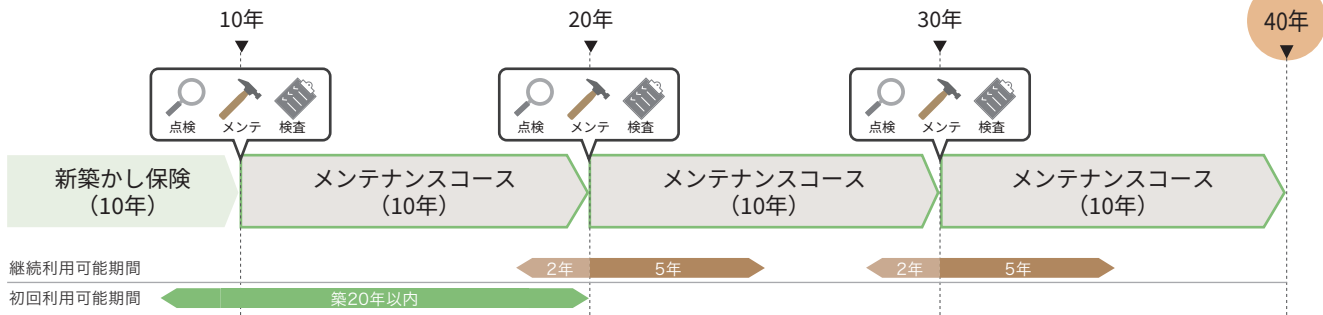 10年
20年
30年
40年
点検 メンテ 検査
点検 メンテ 検査
点検 メンテ 検査
新築かし保険
（10年）
メンテナンスコース
（10年）
メンテナンスコース
（10年）
メンテナンスコース
（10年）
継続利用可能期間
2年 5年
2年 5年
初回利用可能期間
築20年以内